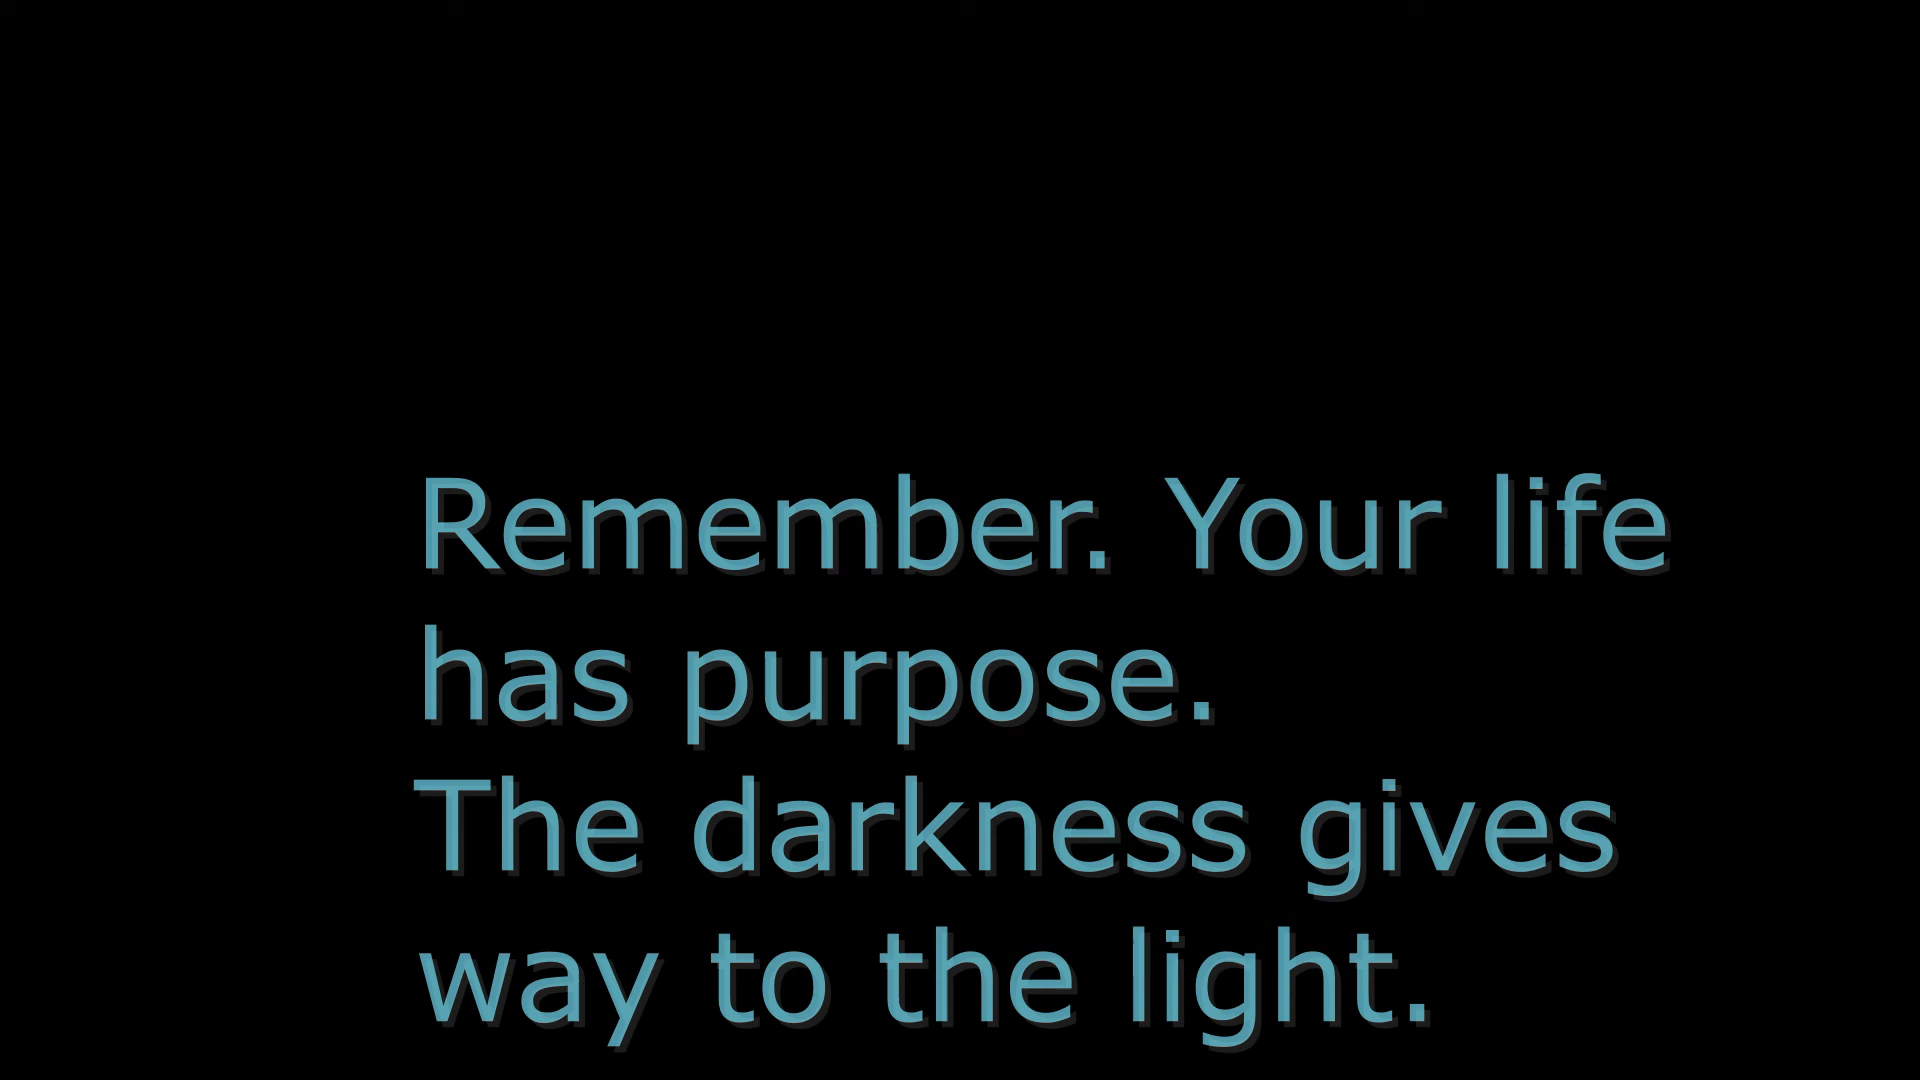 Remember. Your life
has purpose.
The darkness gives
way to the light.